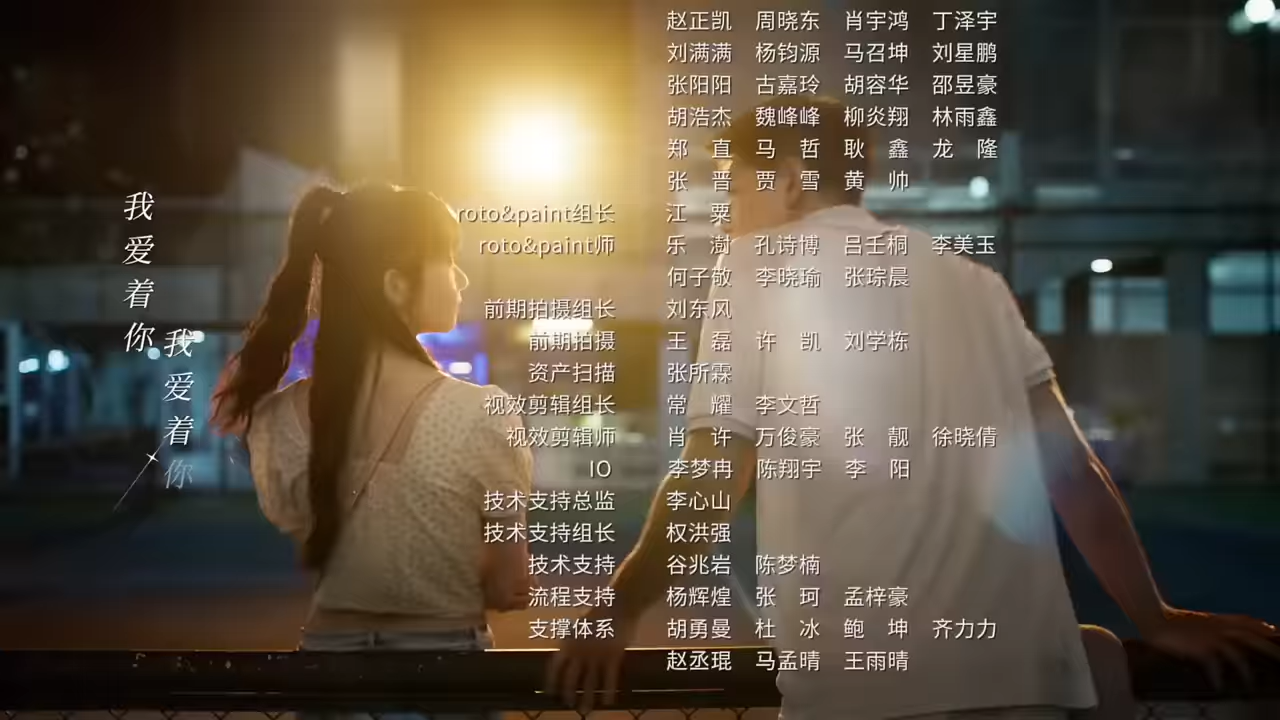 我爱着你
我爱着你
赵正凯 周晓东 肖宇鸿 丁泽宇
刘满满 杨钧源 马召坤 刘星鹏
张阳阳 古嘉玲 胡容华 邵昱豪
胡浩杰 魏峰峰 柳炎翔 林雨鑫
郑 直 马 哲 耿 鑫 龙 隆
张 晋 贾 雪 黄 帅
roto&paint组长 江 粟
roto&paint师 乐 澍 孔诗博 吕壬桐 李美玉
何子敏 李晓瑜 张琮晨
前期拍摄组长 刘东风
前期拍摄 王 磊 许 凯 刘学栋
资产扫描 张所霖
视效剪辑组长 常 耀 李文哲
视效剪辑师 肖 许 万俊豪 张 靓 徐晓倩
IO 李梦冉 陈翔宇 李 阳
技术支持总监 李心山
技术支持组长 权洪强
技术支持 谷兆岩 陈梦楠
流程支持 杨辉煌 张 珂 孟梓豪
支撑体系 胡勇曼 杜 冰 鲍 坤 齐力力
赵丞琨 马孟晴 王雨晴